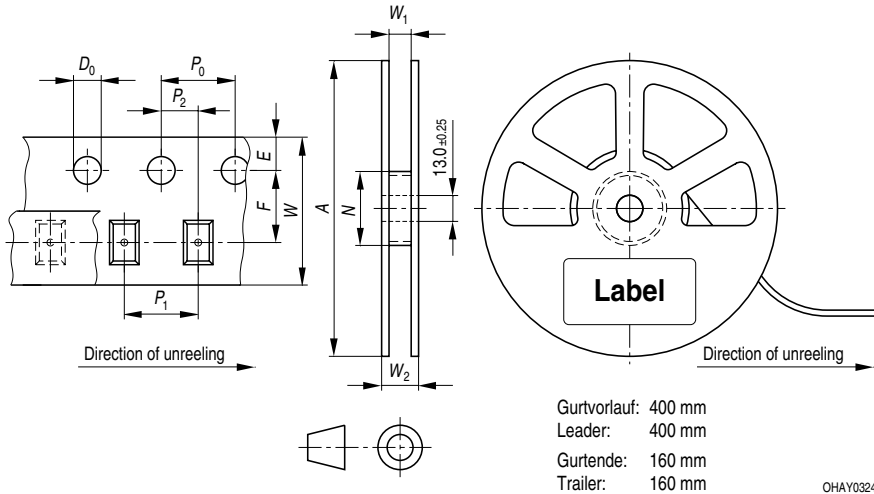 W1
D0
P0
P2
E
F
W
A
N
13.0±0.25
Label
P1
Direction of unreeling
W2
Direction of unreeling
Gurtvorlauf: 400 mm
Leader: 400 mm
Gurtende: 160 mm
Trailer: 160 mm
OHAY0324